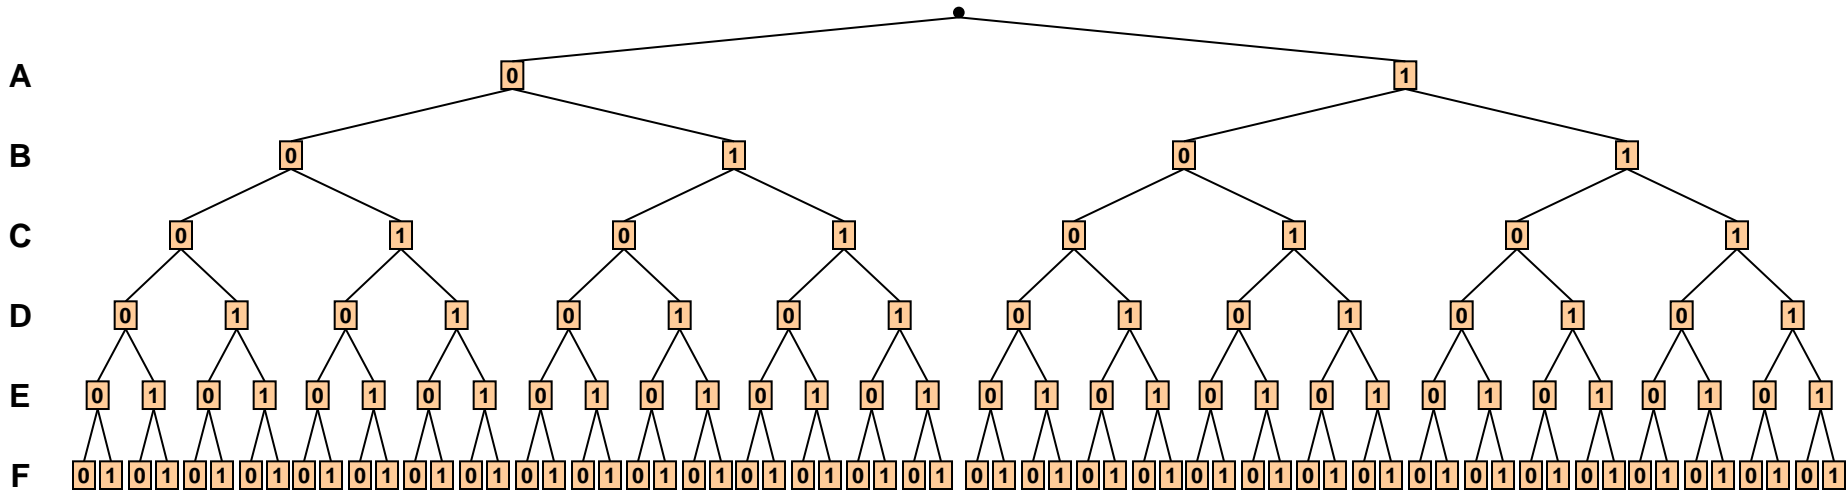 A 0 1
B 0 1 0 1
C 0 1 0 1 0 1 0 1
D 0 1 0 1 0 1 0 1 0 1 0 1 0 1 0 1
E 0 1 0 1 0 1 0 1 0 1 0 1 0 1 0 1 0 1 0 1 0 1 0 1 0 1 0 1 0 1 0 1
F 0 1 0 1 0 1 0 1 0 1 0 1 0 1 0 1 0 1 0 1 0 1 0 1 0 1 0 1 0 1 0 1 0 1 0 1 0 1 0 1 0 1 0 1 0 1 0 1 0 1 0 1 0 1 0 1 0 1 0 1 0 1 0 1